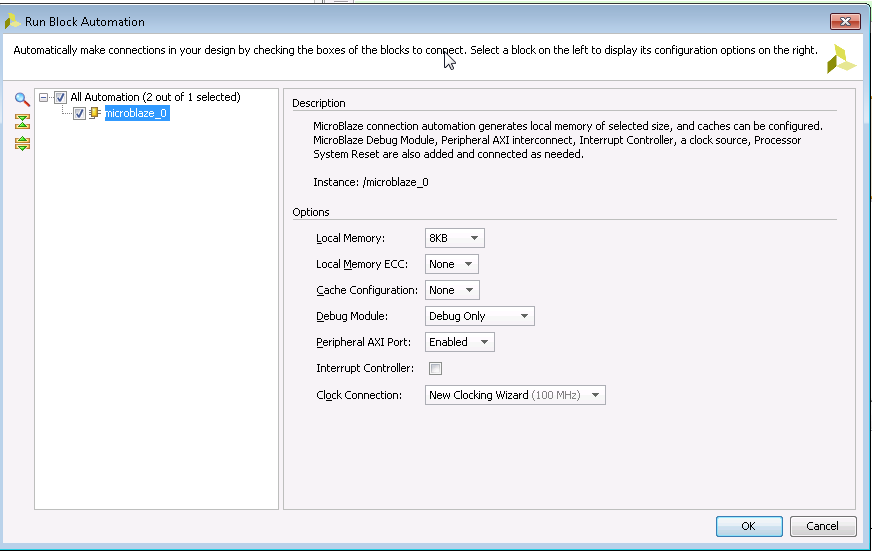 Run Block Automation
Automatically make connections in your design by checking the boxes of the blocks to connect. Select a block on the left to display its configuration options on the right.
All Automation (2 out of 1 selected)
microblaze_0
Description
MicroBlaze connection automation generates local memory of selected size, and caches can be configured.
MicroBlaze Debug Module, Peripheral AXI interconnect, Interrupt Controller, a clock source, Processor
System Reset are also added and connected as needed.
Instance: /microblaze_0
Options
Local Memory: 8KB
Local Memory ECC: None
Cache Configuration: None
Debug Module: Debug Only
Peripheral AXI Port: Enabled
Interrupt Controller:
Clock Connection: New Clocking Wizard (100 MHz)
OK Cancel